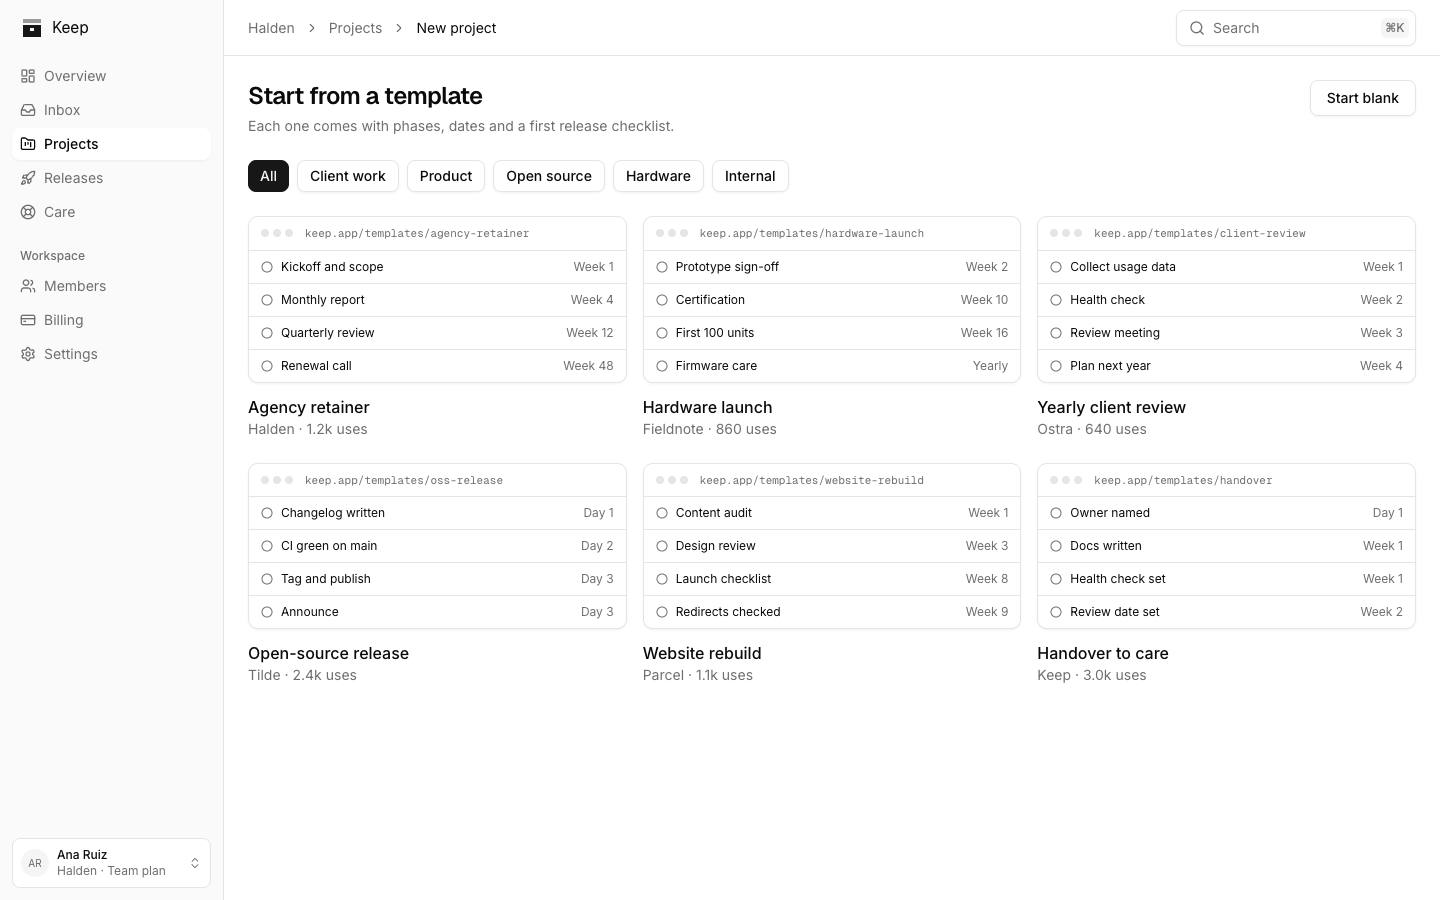 Keep
Overview
Inbox
Projects
Releases
Care
Workspace
Members
Billing
Settings
AR
Ana Ruiz
Halden · Team plan
Halden > Projects > New project
Search ⌘K
Start from a template
Each one comes with phases, dates and a first release checklist.
Start blank
All
Client work
Product
Open source
Hardware
Internal
keep.app/templates/agency-retainer
Kickoff and scope Week 1
Monthly report Week 4
Quarterly review Week 12
Renewal call Week 48
Agency retainer
Halden · 1.2k uses
keep.app/templates/hardware-launch
Prototype sign-off Week 2
Certification Week 10
First 100 units Week 16
Firmware care Yearly
Hardware launch
Fieldnote · 860 uses
keep.app/templates/client-review
Collect usage data Week 1
Health check Week 2
Review meeting Week 3
Plan next year Week 4
Yearly client review
Ostra · 640 uses
keep.app/templates/oss-release
Changelog written Day 1
CI green on main Day 2
Tag and publish Day 3
Announce Day 3
Open-source release
Tilde · 2.4k uses
keep.app/templates/website-rebuild
Content audit Week 1
Design review Week 3
Launch checklist Week 8
Redirects checked Week 9
Website rebuild
Parcel · 1.1k uses
keep.app/templates/handover
Owner named Day 1
Docs written Week 1
Health check set Week 1
Review date set Week 2
Handover to care
Keep · 3.0k uses